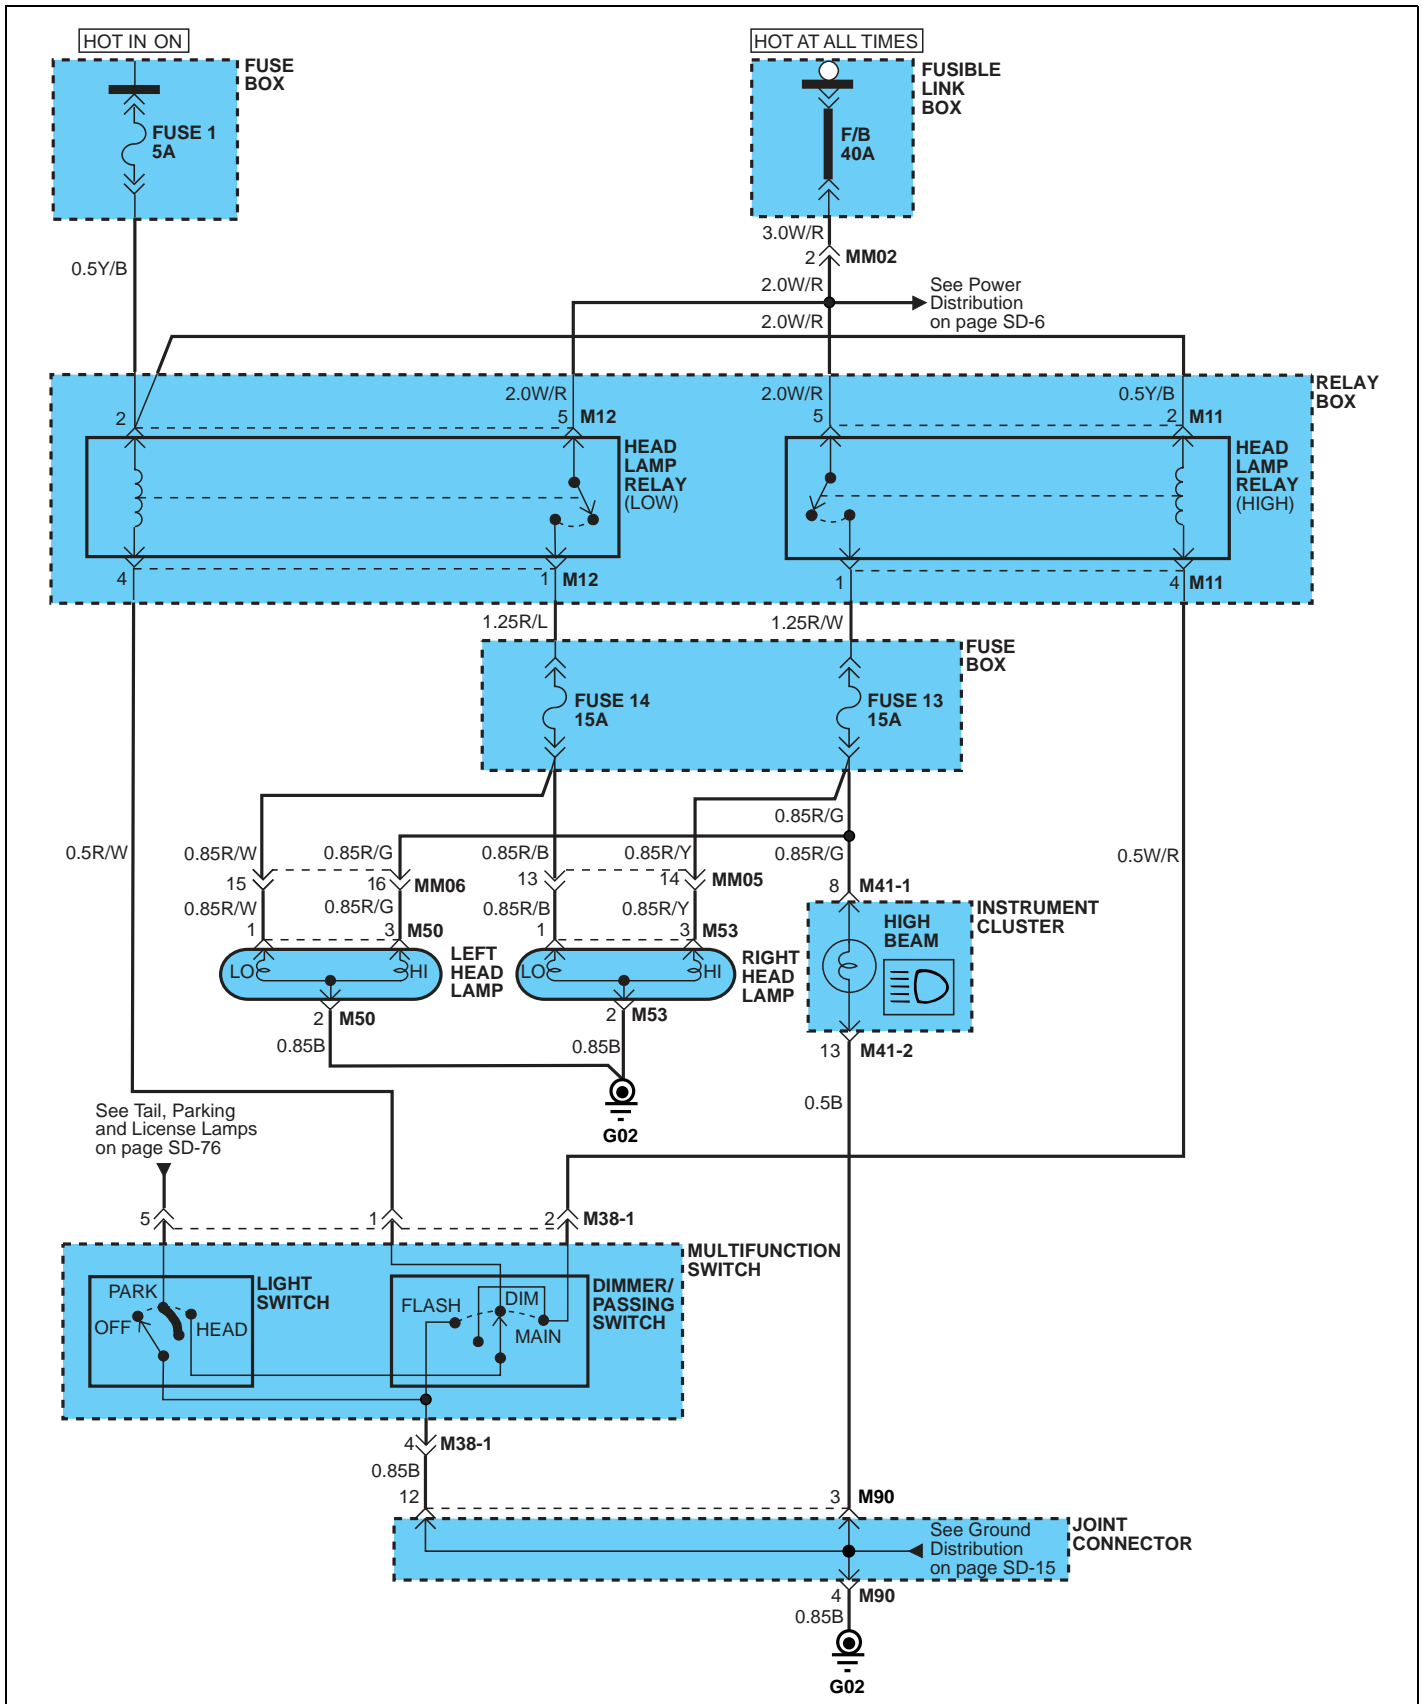 HOT IN ON
HOT AT ALL TIMES
FUSE
BOX
FUSE 1
5A
FUSIBLE
LINK
BOX
F/B
40A
3.0W/R
2 MM02
0.5Y/B
2.0W/R
See Power
Distribution
on page SD-6
2.0W/R
RELAY
BOX
2.0W/R
2.0W/R
0.5Y/B
2
5 M12
5
2 M11
HEAD
LAMP
RELAY
(LOW)
HEAD
LAMP
RELAY
(HIGH)
4
1 M12
1
4 M11
1.25R/L
1.25R/W
FUSE
BOX
FUSE 14
15A
FUSE 13
15A
0.85R/G
0.5R/W
0.85R/W
0.85R/G
0.85R/B
0.85R/Y
0.85R/G
0.5W/R
15
16 MM06
13
14 MM05
8 M41-1
0.85R/W
0.85R/G
0.85R/B
0.85R/Y
1
3 M50
1
3 M53
INSTRUMENT
CLUSTER
HIGH
BEAM
LO
HI
LEFT
HEAD
LAMP
LO
HI
RIGHT
HEAD
LAMP
2 M50
2 M53
13 M41-2
0.85B
0.85B
0.5B
G02
See Tail, Parking
and License Lamps
on page SD-76
5
1
2 M38-1
MULTIFUNCTION
SWITCH
PARK
OFF
HEAD
LIGHT
SWITCH
FLASH
DIM
MAIN
DIMMER/
PASSING
SWITCH
4 M38-1
0.85B
12
3 M90
See Ground
Distribution
on page SD-15
JOINT
CONNECTOR
4 M90
0.85B
G02